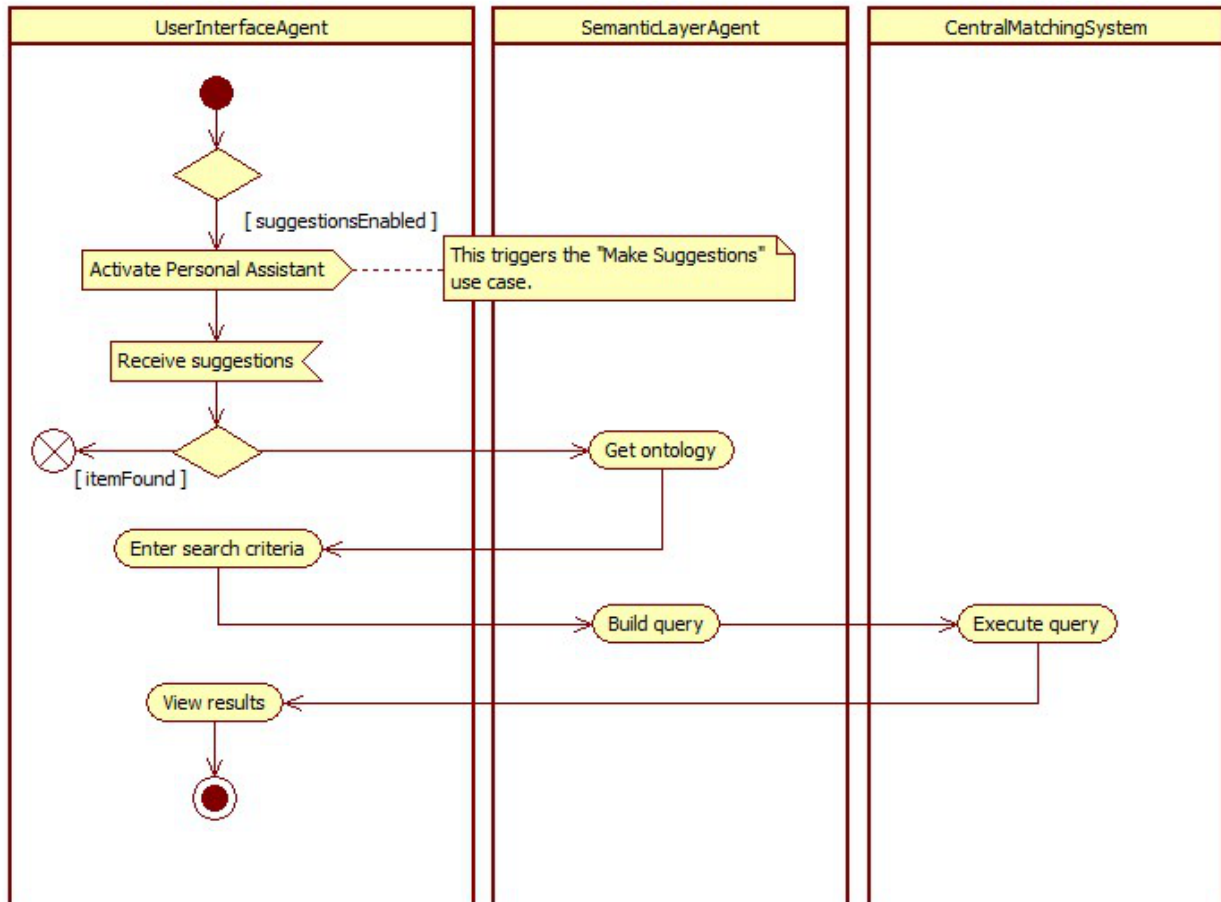 UserInterfaceAgent
SemanticLayerAgent
CentralMatchingSystem
[ suggestionsEnabled ]
Activate Personal Assistant
This triggers the "Make Suggestions"
use case.
Receive suggestions
[ itemFound ]
Get ontology
Enter search criteria
Build query
Execute query
View results